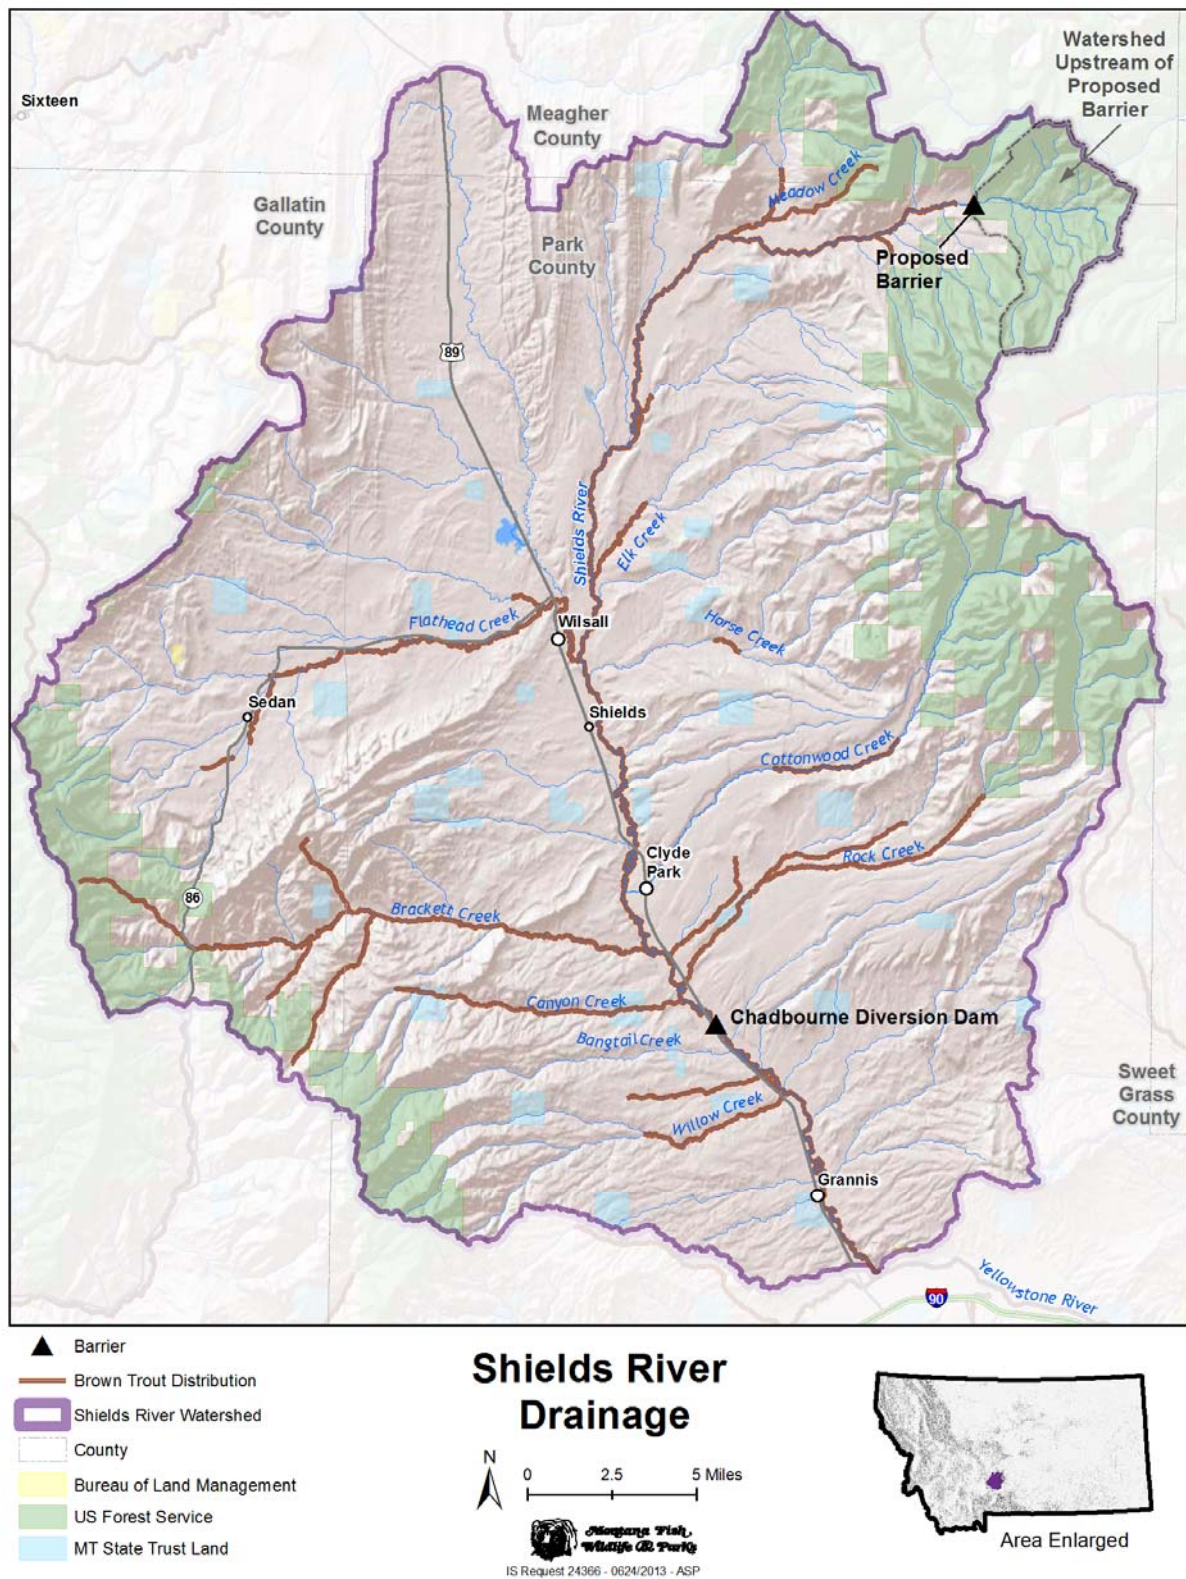 Sixteen
Meagher
County
Watershed
Upstream of
Proposed
Barrier
Gallatin
County
Park
County
Meadow Creek
Proposed
Barrier
89
Shields River
Elk Creek
Flathead Creek
Wilsall
Horse Creek
Sedan
Shields
Cottonwood Creek
Clyde
Park
Rock Creek
86
Brackett Creek
Canyon Creek
Chadbourne Diversion Dam
Bangtail Creek
Sweet
Grass
County
Willow Creek
Grannis
Yellowstone River
90
Barrier
Brown Trout Distribution
Shields River Watershed
County
Bureau of Land Management
US Forest Service
MT State Trust Land
Shields River
Drainage
N
0 2.5 5 Miles
Montana Fish
Wildlife & Parks
IS Request 24366 - 0624/2013 - ASP
Area Enlarged